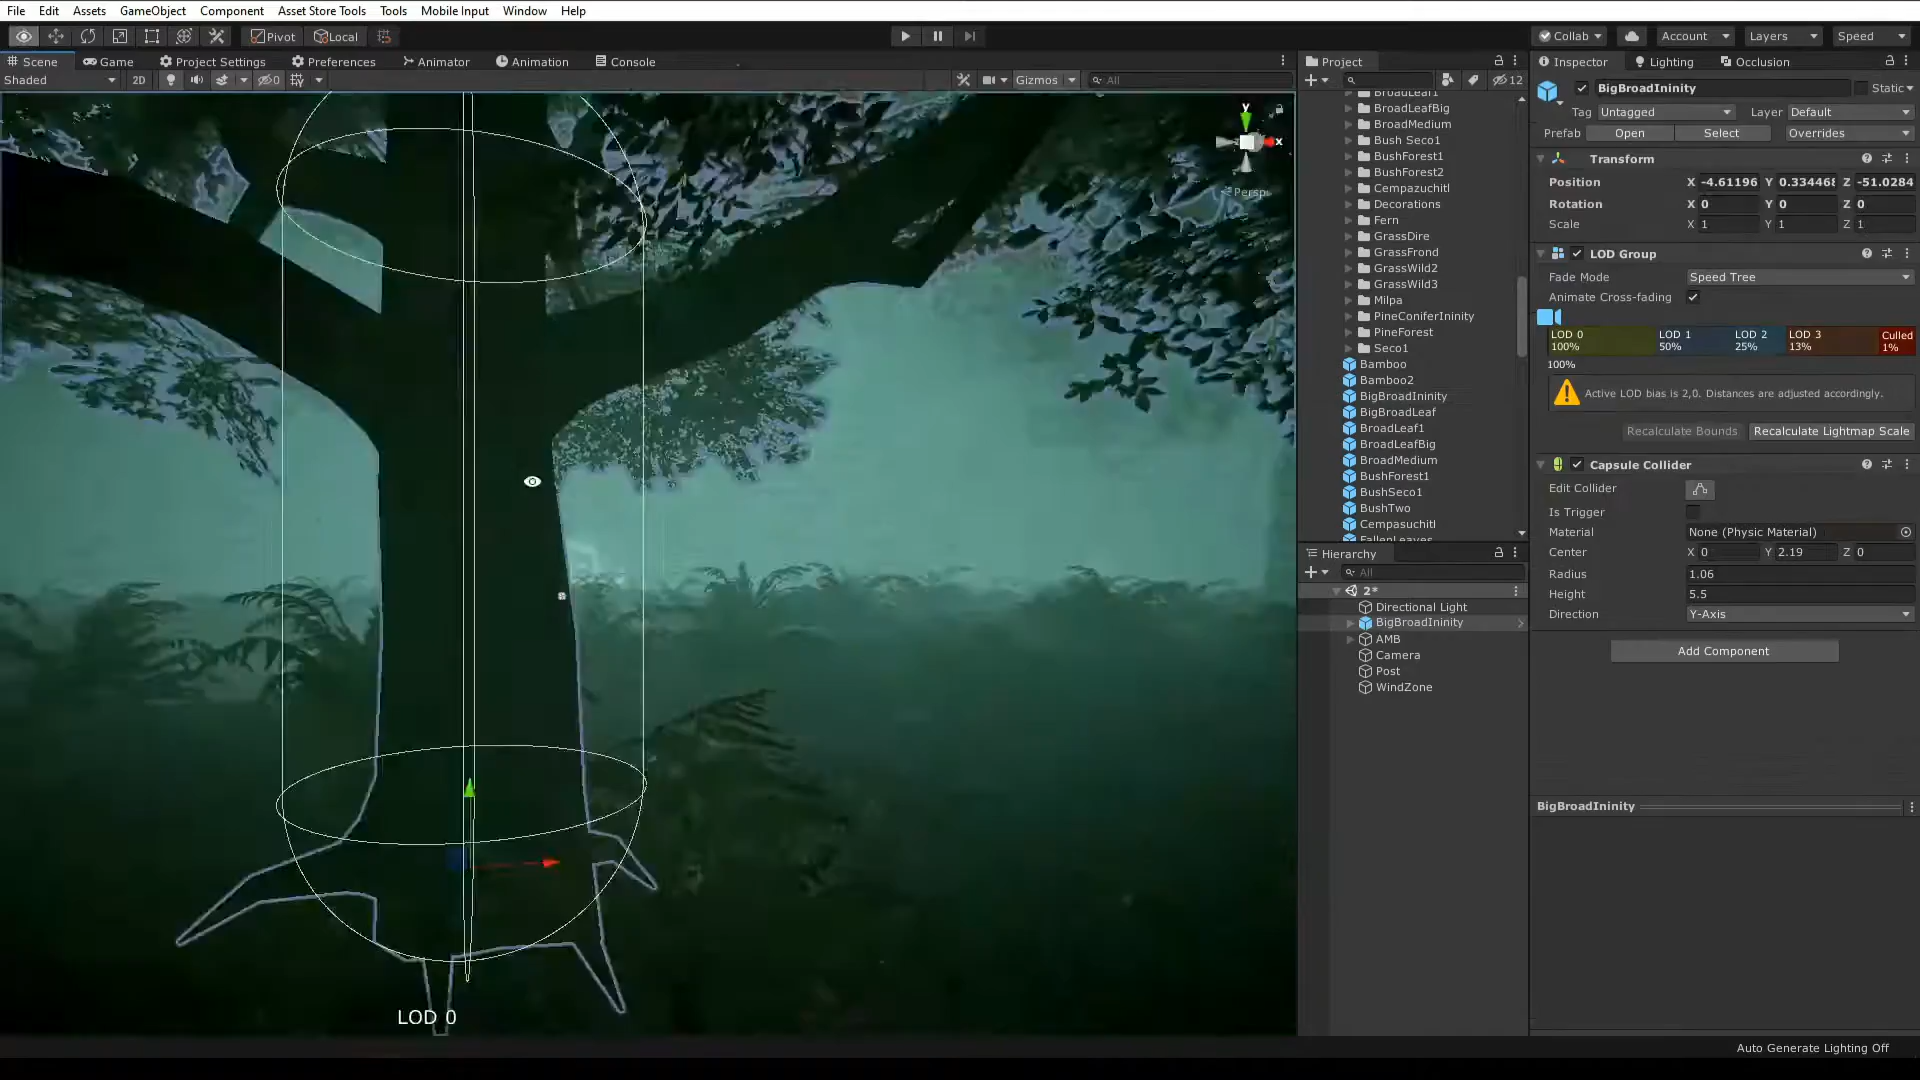 File Edit Assets GameObject Component Asset Store Tools Tools Mobile Input Window Help
Pivot Local Collab Account Layers Speed
Scene Game Project Settings Preferences Animator Animation Console
Shaded 2D 0 Gizmos All
y x Persp
LOD 0
Project
12
BroadLeaf1
BroadLeafBig
BroadMedium
Bush Seco1
BushForest1
BushForest2
Cempazuchitl
Decorations
Fern
GrassDire
GrassFrond
GrassWild2
GrassWild3
Milpa
PineConiferIninity
PineForest
Seco1
Bamboo
Bamboo2
BigBroadIninity
BigBroadLeaf
BroadLeaf1
BroadLeafBig
BroadMedium
BushForest1
BushSeco1
BushTwo
Cempasuchitl
FallenLeaves
Hierarchy
All
2*
Directional Light
BigBroadIninity
AMB
Camera
Post
WindZone
Inspector Lighting Occlusion
BigBroadIninity Static
Tag Untagged Layer Default
Prefab Open Select Overrides
Transform
Position X -4.61196 Y 0.334468 Z -51.0284
Rotation X 0 Y 0 Z 0
Scale X 1 Y 1 Z 1
LOD Group
Fade Mode Speed Tree
Animate Cross-fading
LOD 0 LOD 1 LOD 2 LOD 3 Culled
100% 50% 25% 13% 1%
100%
Active LOD bias is 2,0. Distances are adjusted accordingly.
Recalculate Bounds Recalculate Lightmap Scale
Capsule Collider
Edit Collider
Is Trigger
Material None (Physic Material)
Center X 0 Y 2.19 Z 0
Radius 1.06
Height 5.5
Direction Y-Axis
Add Component
BigBroadIninity
Auto Generate Lighting Off